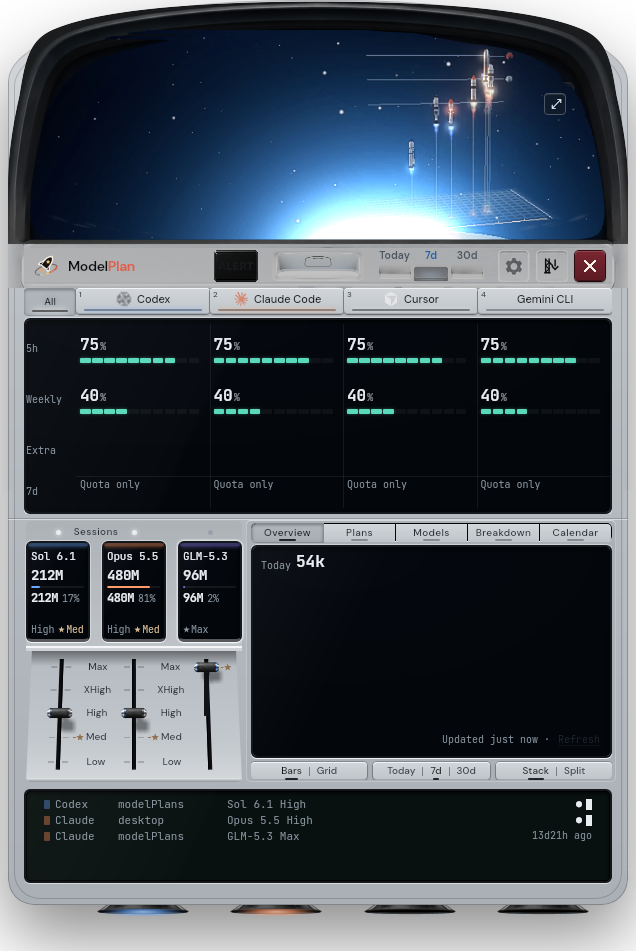 ModelPlan
ALERT
Today 7d 30d
All
1 Codex
2 Claude Code
3 Cursor
4 Gemini CLI
5h 75% 75% 75% 75%
Weekly 40% 40% 40% 40%
Extra
7d Quota only Quota only Quota only Quota only
Sessions
Sol 6.1
212M
212M 17%
High ★Med
Opus 5.5
480M
480M 81%
High ★Med
GLM-5.3
96M
96M 2%
★Max
Max Max
XHigh XHigh
High High
Med Med
Low Low
Overview Plans Models Breakdown Calendar
Today 54k
Updated just now · Refresh
Bars | Grid
Today | 7d | 30d
Stack | Split
Codex modelPlans Sol 6.1 High
Claude desktop Opus 5.5 High
Claude modelPlans GLM-5.3 Max 13d21h ago